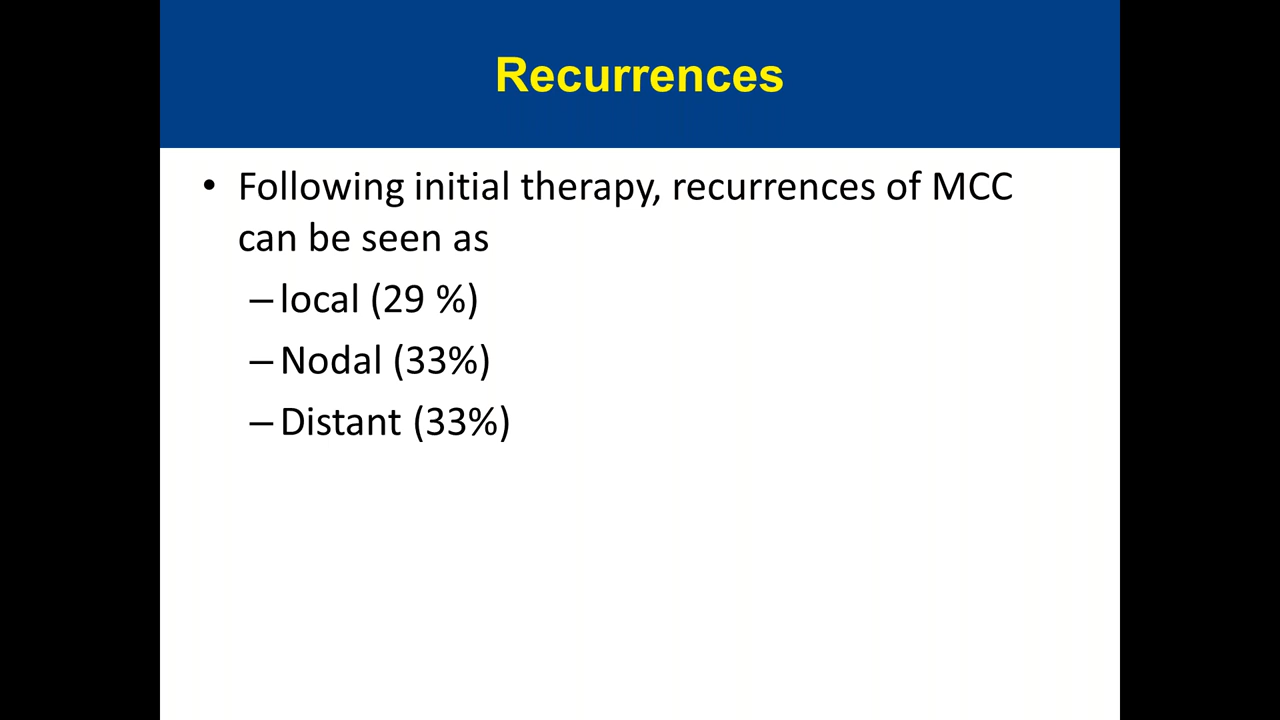 Recurrences
• Following initial therapy, recurrences of MCC
can be seen as
– local (29 %)
– Nodal (33%)
– Distant (33%)